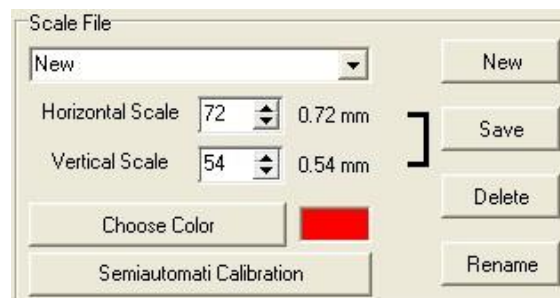 Scale File
New
New
Horizontal Scale 72 0.72 mm
Save
Vertical Scale 54 0.54 mm
Delete
Choose Color
Rename
Semiautomati Calibration